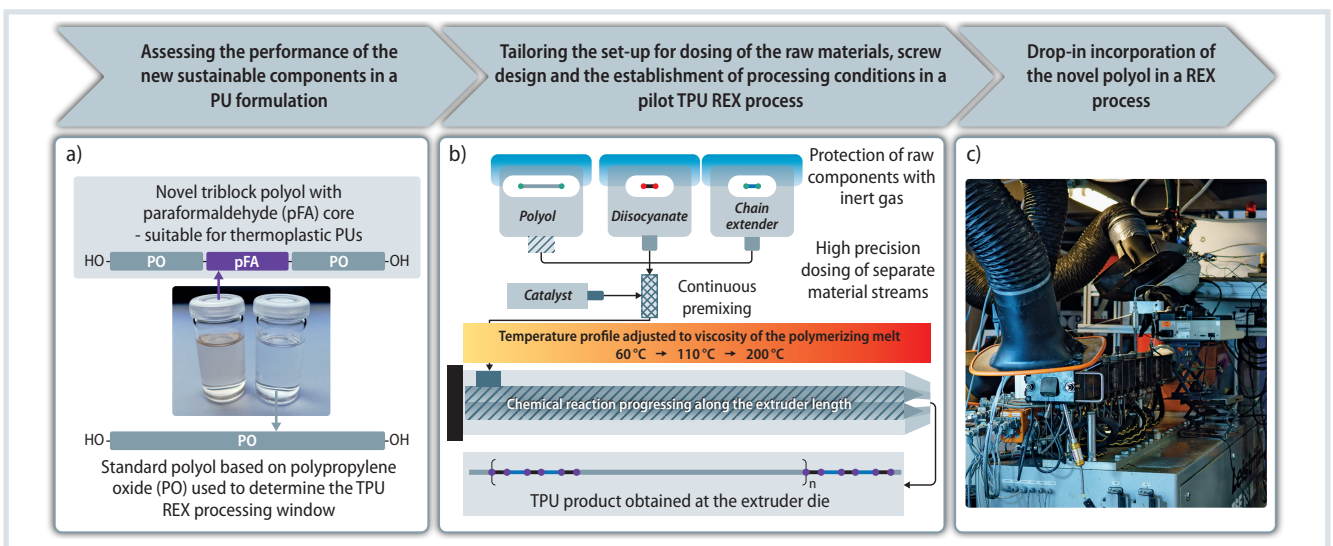 Assessing the performance of the
new sustainable components in a
PU formulation
Tailoring the set-up for dosing of the raw materials, screw
design and the establishment of processing conditions in a
pilot TPU REX process
Drop-in incorporation of
the novel polyol in a REX
process
a)
Novel triblock polyol with
paraformaldehyde (pFA) core
- suitable for thermoplastic PUs
HO- PO pFA PO -OH
HO- PO -OH
Standard polyol based on polypropylene
oxide (PO) used to determine the TPU
REX processing window
b)
Polyol
Diisocyanate
Chain
extender
Protection of raw
components with
inert gas
High precision
dosing of separate
material streams
Catalyst
Continuous
premixing
Temperature profile adjusted to viscosity of the polymerizing melt
60 °C → 110 °C → 200 °C
Chemical reaction progressing along the extruder length
n
TPU product obtained at the extruder die
c)